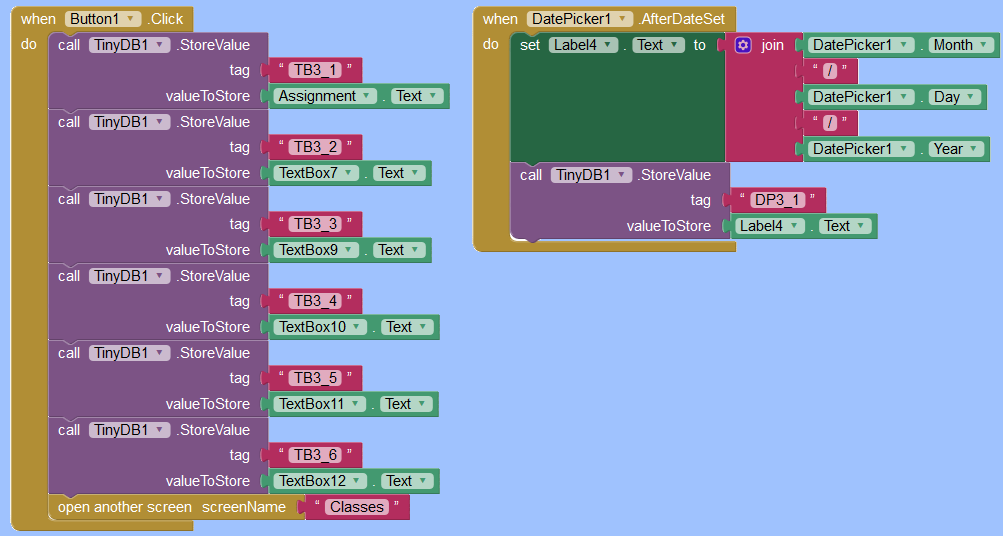 when Button1 .Click
do call TinyDB1 .StoreValue
tag “ TB3_1 ”
valueToStore Assignment . Text
call TinyDB1 .StoreValue
tag “ TB3_2 ”
valueToStore TextBox7 . Text
call TinyDB1 .StoreValue
tag “ TB3_3 ”
valueToStore TextBox9 . Text
call TinyDB1 .StoreValue
tag “ TB3_4 ”
valueToStore TextBox10 . Text
call TinyDB1 .StoreValue
tag “ TB3_5 ”
valueToStore TextBox11 . Text
call TinyDB1 .StoreValue
tag “ TB3_6 ”
valueToStore TextBox12 . Text
open another screen screenName “ Classes ”
when DatePicker1 .AfterDateSet
do set Label4 . Text to join DatePicker1 . Month
“ / ”
DatePicker1 . Day
“ / ”
DatePicker1 . Year
call TinyDB1 .StoreValue
tag “ DP3_1 ”
valueToStore Label4 . Text